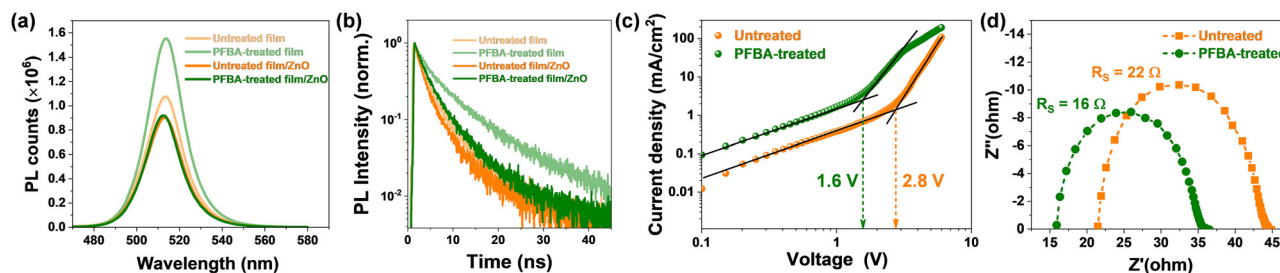 (a)
PL counts (×10⁶)
1.6
1.4
1.2
1.0
0.8
0.6
0.4
0.2
0.0
Untreated film
PFBA-treated film
Untreated film/ZnO
PFBA-treated film/ZnO
480 500 520 540 560 580
Wavelength (nm)
(b)
PL Intensity (norm.)
10⁰
10⁻¹
10⁻²
Untreated film
PFBA-treated film
Untreated film/ZnO
PFBA-treated film/ZnO
0 10 20 30 40
Time (ns)
(c)
Current density (mA/cm²)
100
10
1
0.1
0.01
Untreated
PFBA-treated
1.6 V
2.8 V
0.1 1 10
Voltage (V)
(d)
Z''(ohm)
-14
-12
-10
-8
-6
-4
-2
0
Untreated
PFBA-treated
R_S = 22 Ω
R_S = 16 Ω
15 20 25 30 35 40 45
Z'(ohm)